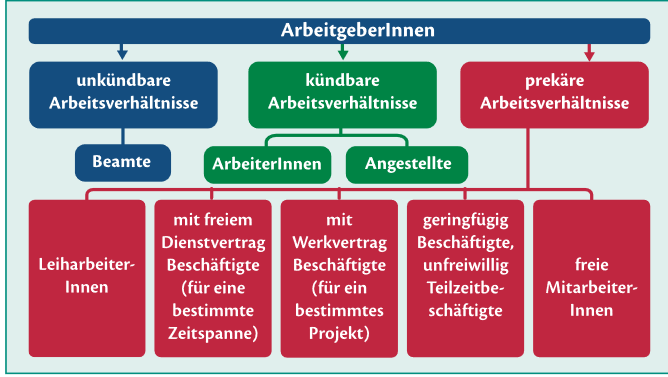 ArbeitgeberInnen
unkündbare
Arbeitsverhältnisse
kündbare
Arbeitsverhältnisse
prekäre
Arbeitsverhältnisse
Beamte
ArbeiterInnen
Angestellte
Leiharbeiter-
Innen
mit freiem
Dienstvertrag
Beschäftigte
(für eine
bestimmte
Zeitspanne)
mit
Werkvertrag
Beschäftigte
(für ein
bestimmtes
Projekt)
geringfügig
Beschäftigte,
unfreiwillig
Teilzeitbe-
schäftigte
freie
Mitarbeiter-
Innen